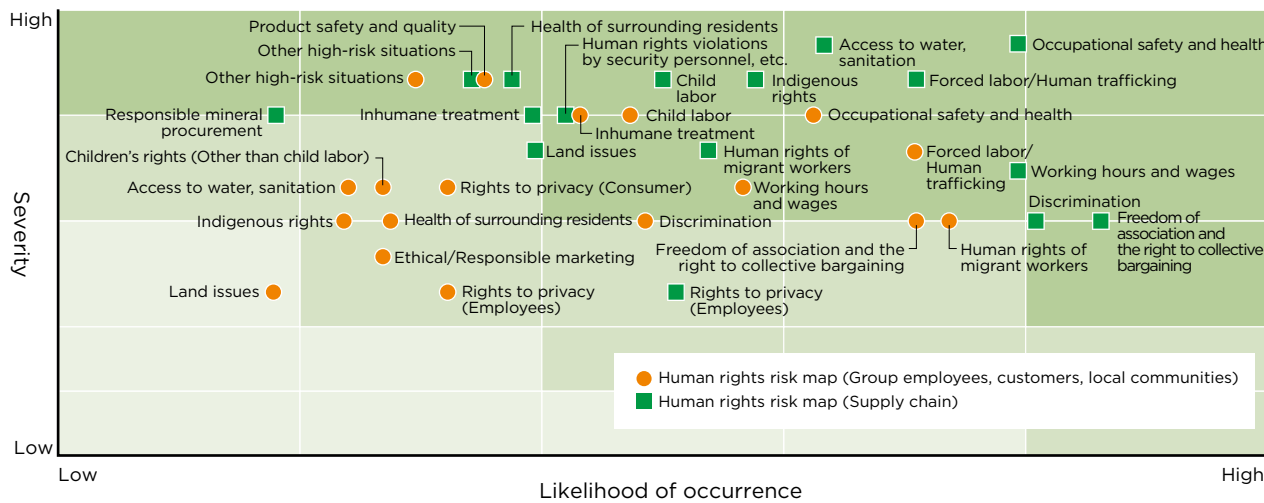 High
Product safety and quality
Health of surrounding residents
Other high-risk situations
Human rights violations
by security personnel, etc.
Access to water,
sanitation
Occupational safety and health
Other high-risk situations
Child
labor
Indigenous
rights
Forced labor/Human trafficking
Responsible mineral
procurement
Inhumane treatment
Child labor
Occupational safety and health
Inhumane treatment
Children's rights (Other than child labor)
Land issues
Human rights of
migrant workers
Forced labor/
Human
trafficking
Working hours and wages
Access to water, sanitation
Rights to privacy (Consumer)
Working hours
and wages
Discrimination
Indigenous rights
Health of surrounding residents
Discrimination
Freedom of association and the
right to collective bargaining
Human rights of
migrant workers
Freedom of
association and
the right to collective
bargaining
Ethical/Responsible marketing
Land issues
Rights to privacy
(Employees)
Rights to privacy
(Employees)
Severity
Human rights risk map (Group employees, customers, local communities)
Human rights risk map (Supply chain)
Low
Low
High
Likelihood of occurrence